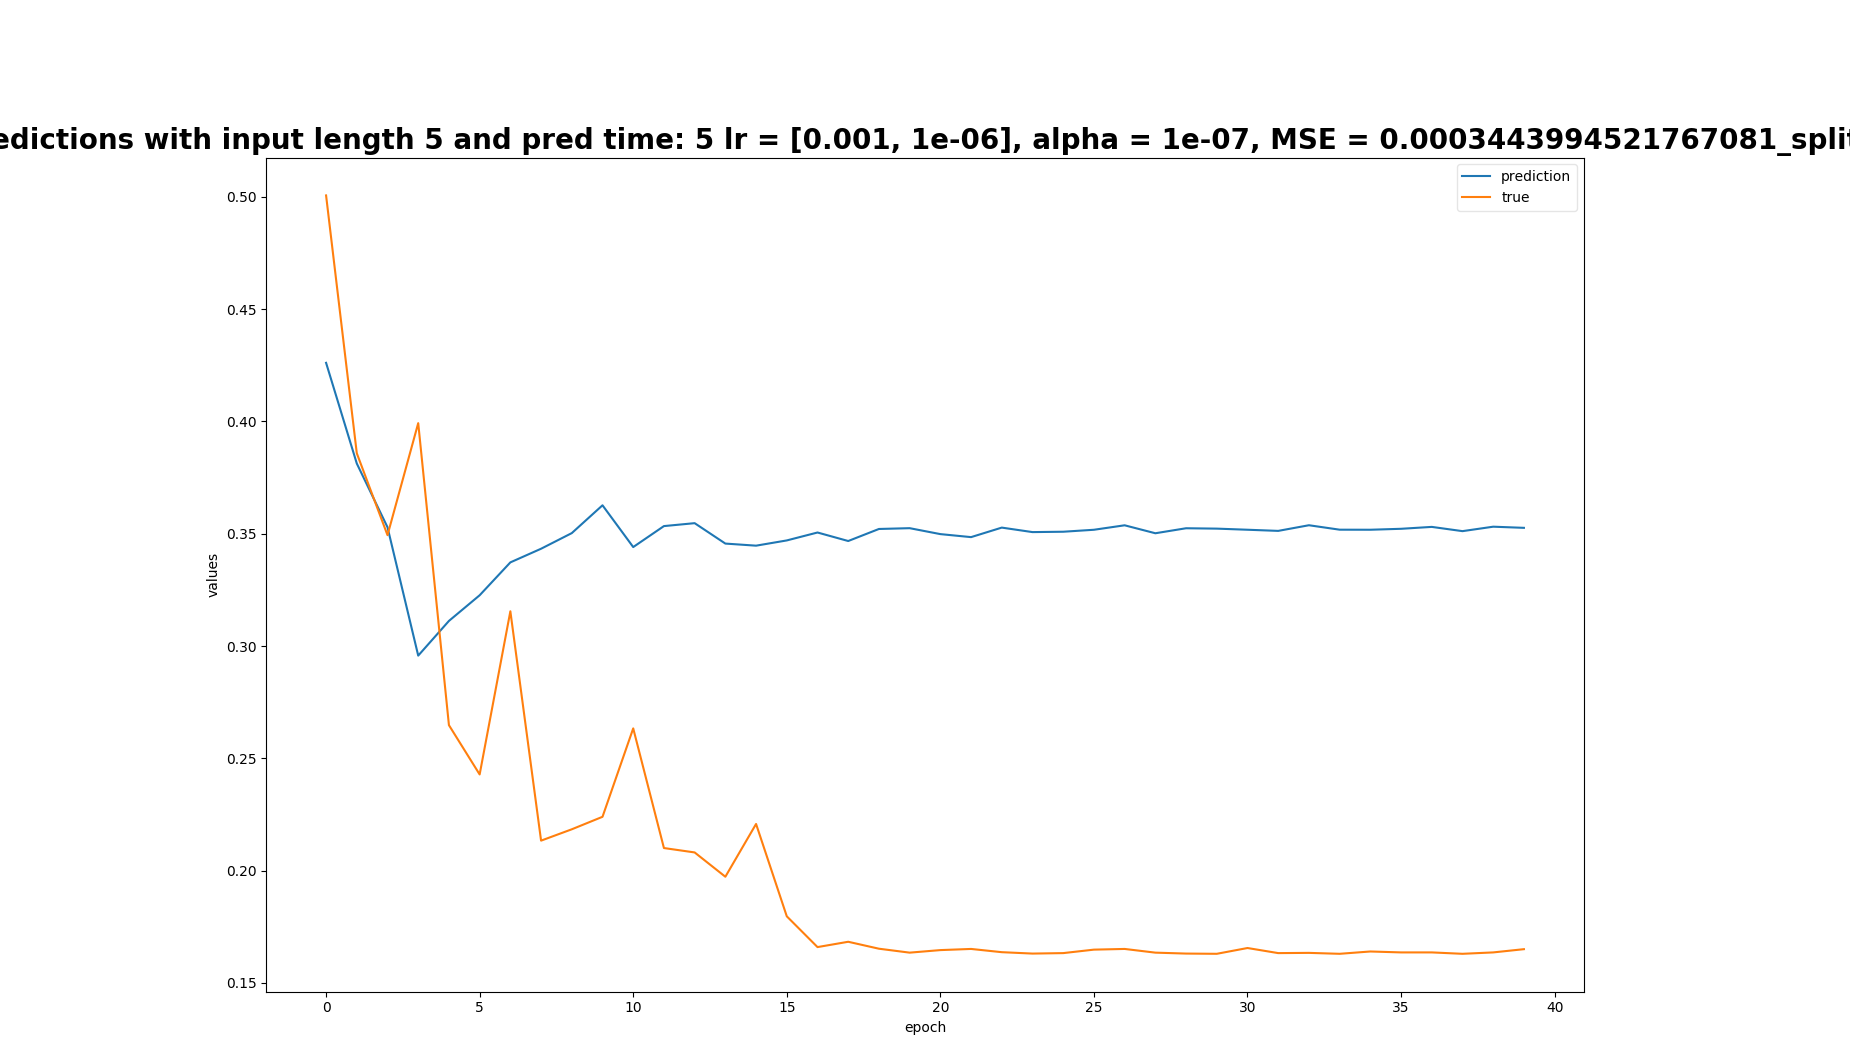 edictions with input length 5 and pred time: 5 lr = [0.001, 1e-06], alpha = 1e-07, MSE = 0.0003443994521767081_split
prediction
true
0.50
0.45
0.40
0.35
0.30
0.25
0.20
0.15
values
0 5 10 15 20 25 30 35 40
epoch